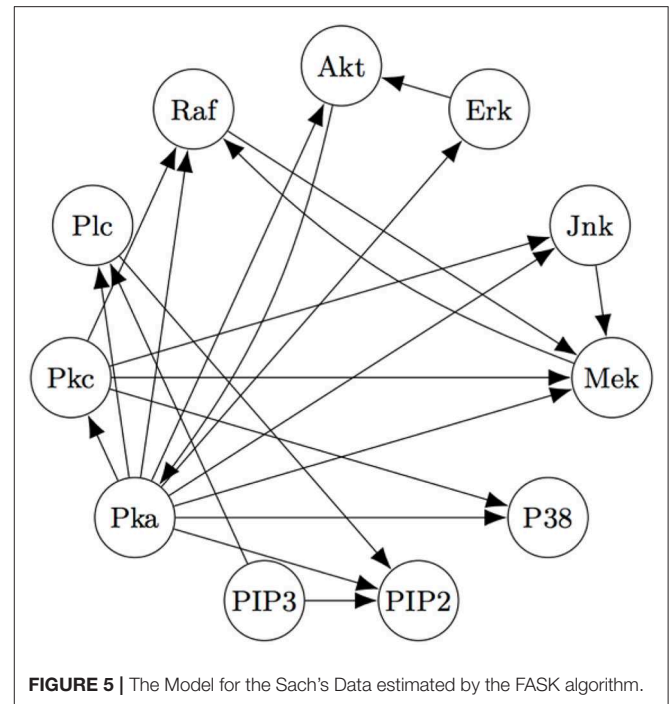 Akt
Raf
Erk
Plc
Jnk
Pkc
Mek
Pka
P38
PIP3
PIP2
FIGURE 5 | The Model for the Sach's Data estimated by the FASK algorithm.